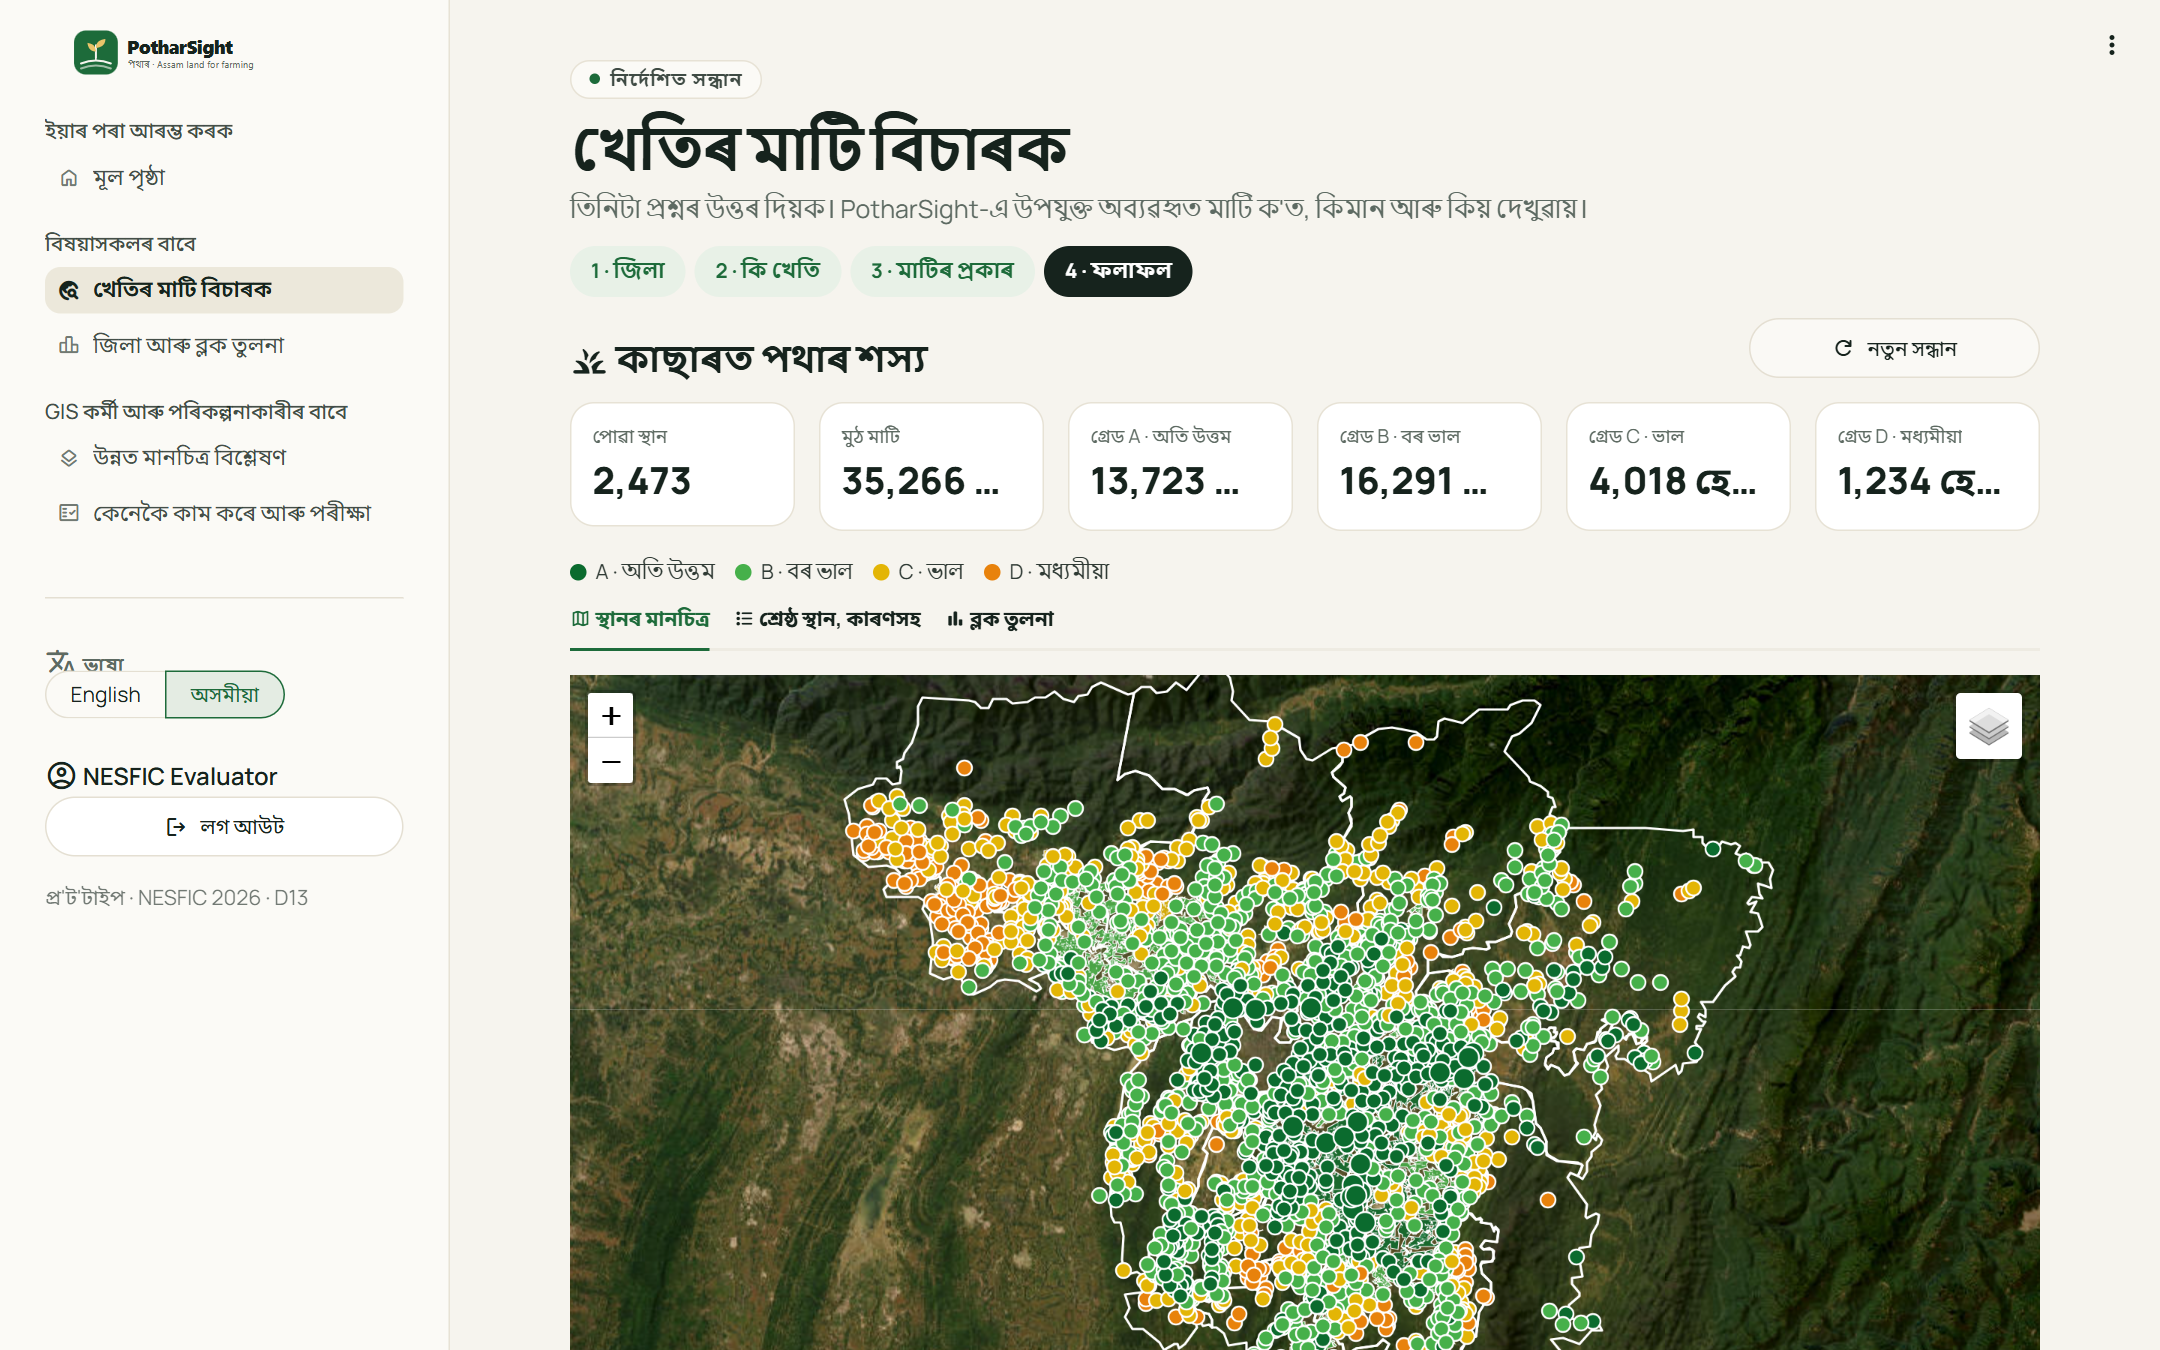 PotharSight
পথাৰ · Assam land for farming
ইয়াৰ পৰা আৰম্ভ কৰক
মূল পৃষ্ঠা
বিষয়াসকলৰ বাবে
খেতিৰ মাটি বিচাৰক
জিলা আৰু ব্লক তুলনা
GIS কৰ্মী আৰু পৰিকল্পনাকাৰীৰ বাবে
উন্নত মানচিত্ৰ বিশ্লেষণ
কেনেকৈ কাম কৰে আৰু পৰীক্ষা
ভাষা
English
অসমীয়া
NESFIC Evaluator
লগ আউট
প্ৰ'ট'টাইপ · NESFIC 2026 · D13
নিৰ্দেশিত সন্ধান
খেতিৰ মাটি বিচাৰক
তিনিটা প্ৰশ্নৰ উত্তৰ দিয়ক। PotharSight-এ উপযুক্ত অব্যৱহৃত মাটি ক'ত, কিমান আৰু কিয় দেখুৱায়।
1 · জিলা
2 · কি খেতি
3 · মাটিৰ প্ৰকাৰ
4 · ফলাফল
কাছাৰত পথাৰ শস্য
নতুন সন্ধান
পোৱা স্থান
2,473
মুঠ মাটি
35,266 ...
গ্ৰেড A · অতি উত্তম
13,723 ...
গ্ৰেড B · বৰ ভাল
16,291 ...
গ্ৰেড C · ভাল
4,018 হে...
গ্ৰেড D · মধ্যমীয়া
1,234 হে...
A · অতি উত্তম
B · বৰ ভাল
C · ভাল
D · মধ্যমীয়া
স্থানৰ মানচিত্ৰ
শ্ৰেষ্ঠ স্থান, কাৰণসহ
ব্লক তুলনা
+
−